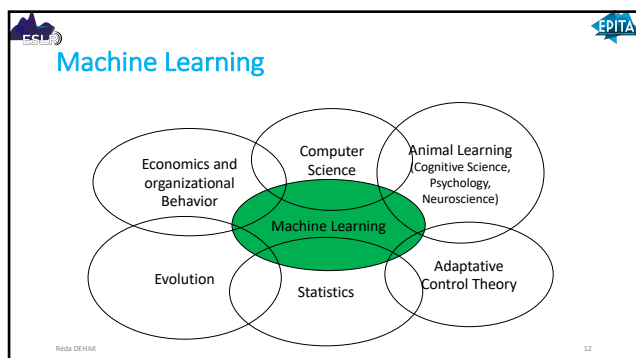 ESLR
EPITA
Machine Learning
Economics and
organizational
Behavior
Computer
Science
Animal Learning
(Cognitive Science,
Psychology,
Neuroscience)
Machine Learning
Evolution
Statistics
Adaptative
Control Theory
Réda DEHAK
12